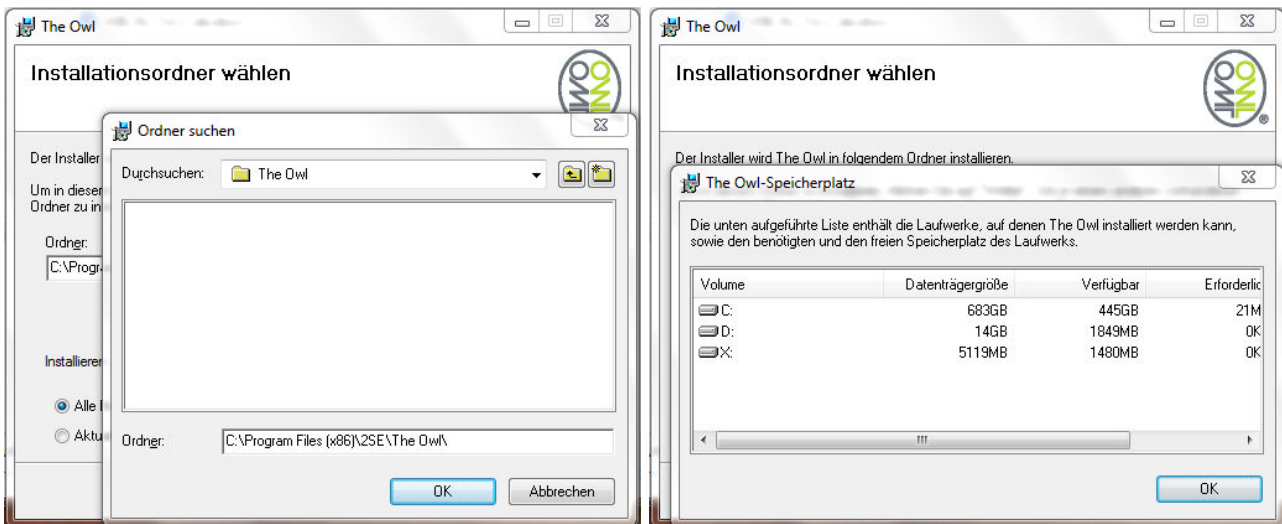 The Owl
Installationsordner wählen
OWL
Ordner suchen
Der Installer
Durchsuchen: The Owl
Um in dieser
Ordner zu in
Ordner:
C:\Progr
Installieren
Alle
Aktu
Ordner: C:\Program Files (x86)\2SE\The Owl\
OK Abbrechen
The Owl
Installationsordner wählen
OWL
®
Der Installer wird The Owl in folgendem Ordner installieren.
The Owl-Speicherplatz
Die unten aufgeführte Liste enthält die Laufwerke, auf denen The Owl installiert werden kann,
sowie den benötigten und den freien Speicherplatz des Laufwerks.
Volume Datenträgergröße Verfügbar Erforderlic
C: 683GB 445GB 21M
D: 14GB 1849MB 0K
X: 5119MB 1480MB 0K
OK